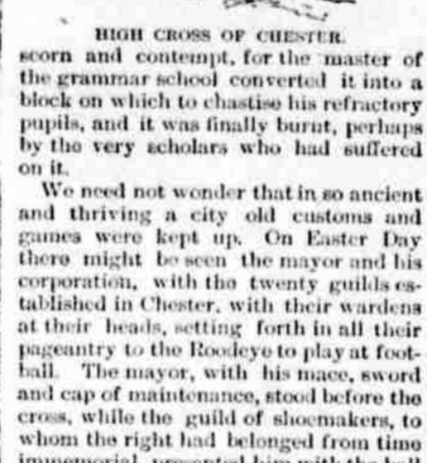 HIGH CROSS OF CHESTER.
scorn and contempt, for the master of
the grammar school converted it into a
block on which to chastise his refractory
pupils, and it was finally burnt, perhaps
by the very scholars who had suffered
on it.
We need not wonder that in so ancient
and thriving a city old customs and
games were kept up. On Easter Day
there might be seen the mayor and his
corporation, with the twenty guilds es-
tablished in Chester, with their wardens
at their heads, setting forth in all their
pageantry to the Roodeye to play at foot-
ball. The mayor, with his mace, sword
and cap of maintenance, stood before the
cross, while the guild of shoemakers, to
whom the right had belonged from time
immemorial, presented him with the ball